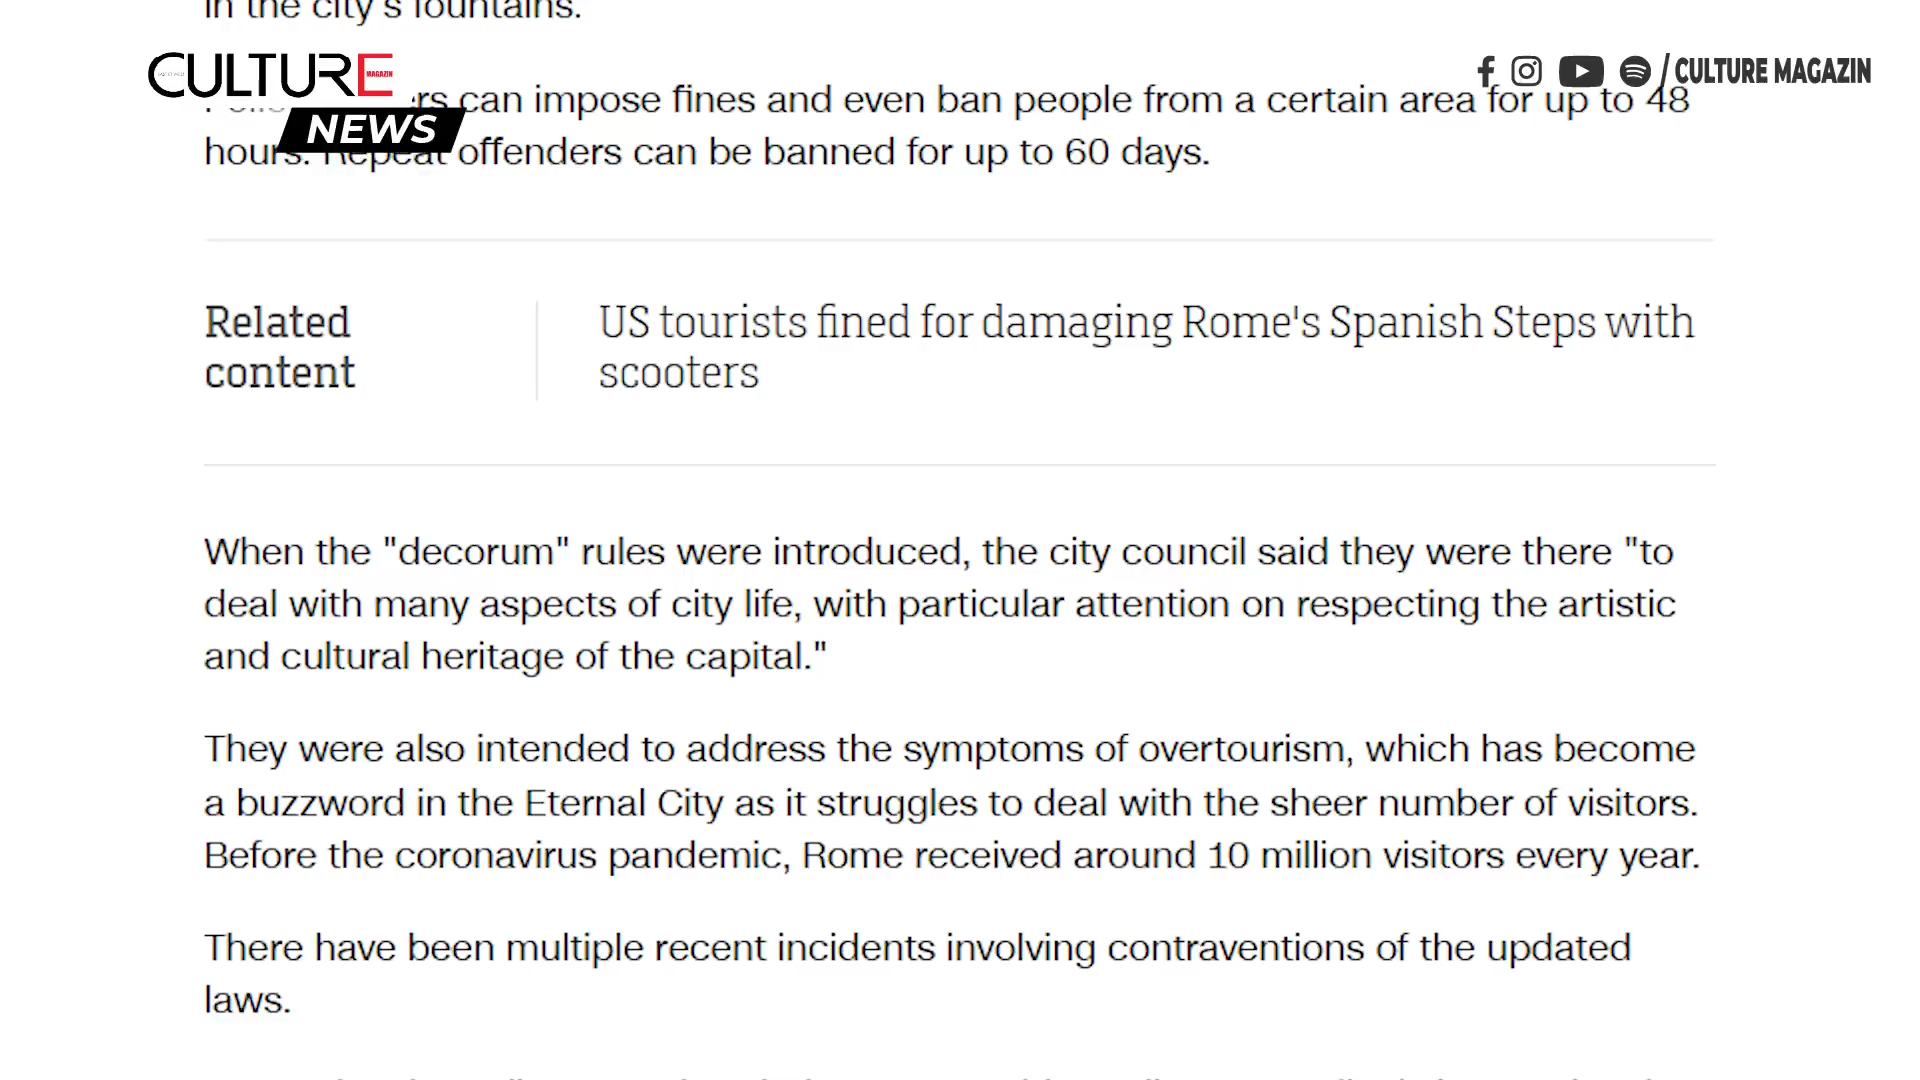 in the city's fountains.
CULTURE
MAGAZIN
NEWS
/ CULTURE MAGAZIN
can impose fines and even ban people from a certain area for up to 48
hours. Repeat offenders can be banned for up to 60 days.
Related
content
US tourists fined for damaging Rome's Spanish Steps with
scooters
When the "decorum" rules were introduced, the city council said they were there "to
deal with many aspects of city life, with particular attention on respecting the artistic
and cultural heritage of the capital."
They were also intended to address the symptoms of overtourism, which has become
a buzzword in the Eternal City as it struggles to deal with the sheer number of visitors.
Before the coronavirus pandemic, Rome received around 10 million visitors every year.
There have been multiple recent incidents involving contraventions of the updated
laws.